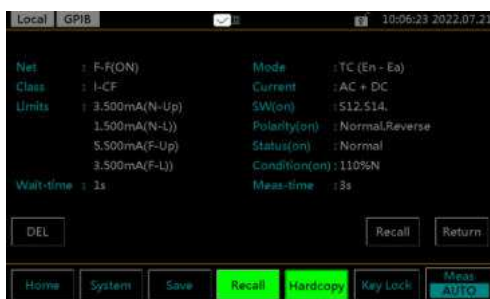 Local GPIB 10:06:23 2022.07.21
Net : F-F(ON) Mode : TC (En - Ea)
Class : I-CF Current : AC + DC
Limits : 3.500mA(N-Up) SW(on) : S12,S14,
1.500mA(N-L)) Polarity(on) : Normal,Reverse
5.500mA(F-Up) Status(on) : Normal
3.500mA(F-L)) Condition(on) : 110%N
Wait-time : 1s Meas-time : 3s
DEL Recall Return
Home System Save Recall Hardcopy Key Lock Meas
AUTO